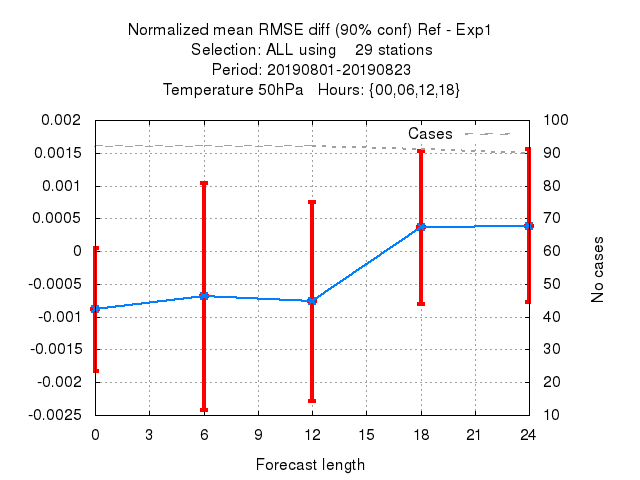 Normalized mean RMSE diff (90% conf) Ref - Exp1
Selection: ALL using    29 stations
Period: 20190801-20190823
Temperature 50hPa   Hours: {00,06,12,18}
Cases
0.002
0.0015
0.001
0.0005
0
-0.0005
-0.001
-0.0015
-0.002
-0.0025
100
90
80
70
60
50
40
30
20
10
No cases
0 3 6 9 12 15 18 21 24
Forecast length